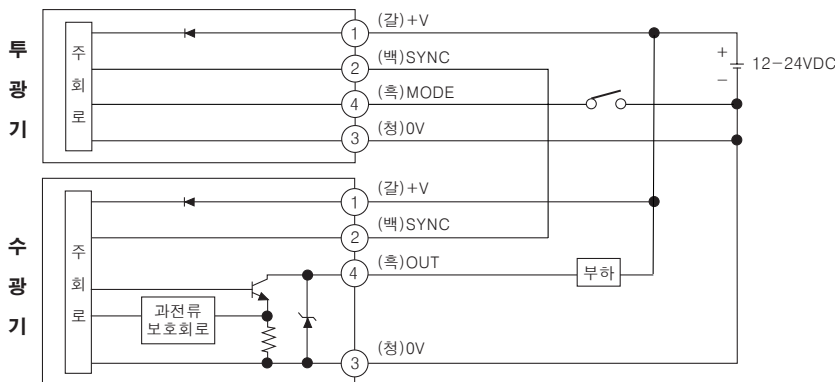 투광기
주회로
1
(갈)+V
2
(백)SYNC
4
(흑)MODE
3
(청)0V
+
−
12−24VDC
수광기
주회로
1
(갈)+V
2
(백)SYNC
4
(흑)OUT
부하
과전류
보호회로
3
(청)0V